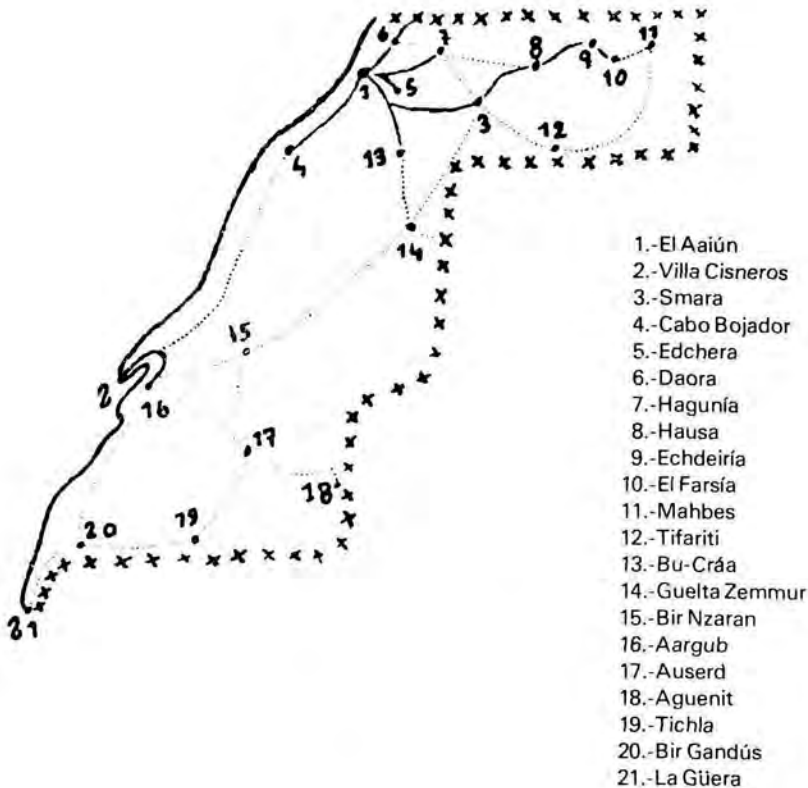 6
7
11
8
9
10
1
5
3
12
4
13
14
15
2
16
17
18
19
20
21
1.-El Aaiún
2.-Villa Cisneros
3.-Smara
4.-Cabo Bojador
5.-Edchera
6.-Daora
7.-Hagunía
8.-Hausa
9.-Echdeiría
10.-El Farsía
11.-Mahbes
12.-Tifariti
13.-Bu-Cráa
14.-Guelta Zemmur
15.-Bir Nzaran
16.-Aargub
17.-Auserd
18.-Aguenit
19.-Tichla
20.-Bir Gandús
21.-La Güera